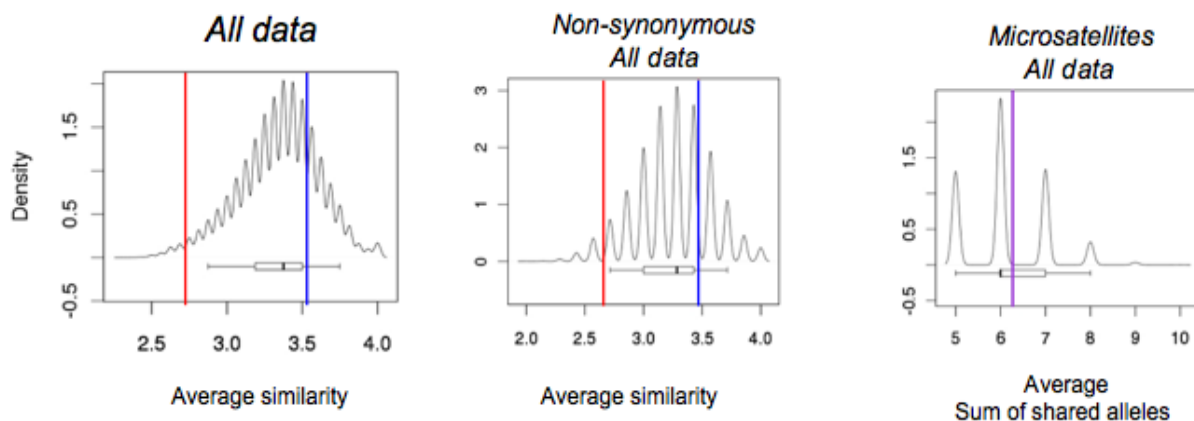 All data
Density
1.5
0.5
-0.5
2.5 3.0 3.5 4.0
Average similarity
Non-synonymous
All data
3
2
1
0
2.0 2.5 3.0 3.5 4.0
Average similarity
Microsatellites
All data
1.5
0.5
-0.5
5 6 7 8 9 10
Average
Sum of shared alleles